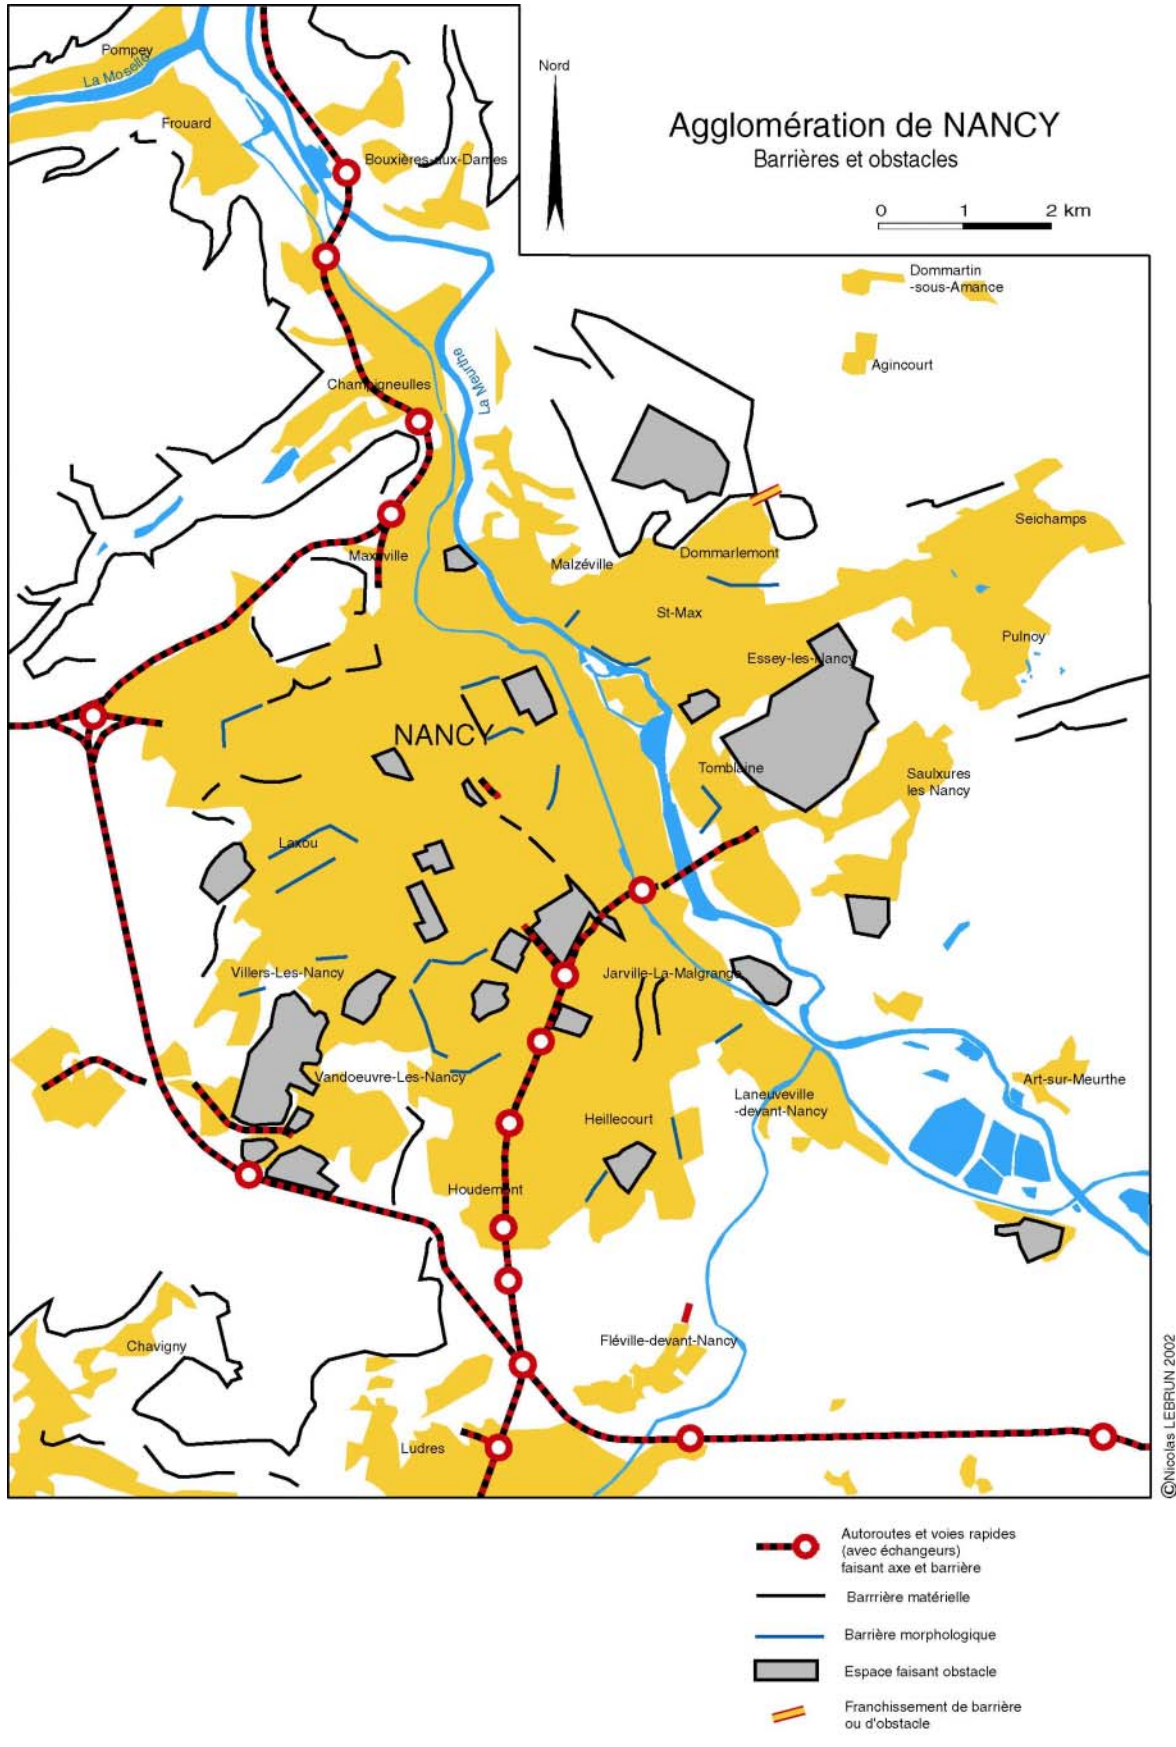 Agglomération de NANCY
Barrières et obstacles
Nord
0 1 2 km
Pompey
La Moselle
Frouard
Bouxières-aux-Dames
Dommartin
-sous-Amance
Agincourt
La Meurthe
Champigneulles
Seichamps
Maxéville
Malzéville
Dommarlemont
St-Max
Pulnoy
Essey-les-Nancy
NANCY
Tomblaine
Saulxures
les Nancy
Laxou
Villers-Les-Nancy
Jarville-La-Malgrange
Vandoeuvre-Les-Nancy
Art-sur-Meurthe
Laneuveville
-devant-Nancy
Heillecourt
Houdemont
Chavigny
Fléville-devant-Nancy
Ludres
©Nicolas LEBRUN 2002
Autoroutes et voies rapides
(avec échangeurs)
faisant axe et barrière
Barrrière matérielle
Barrière morphologique
Espace faisant obstacle
Franchissement de barrière
ou d'obstacle